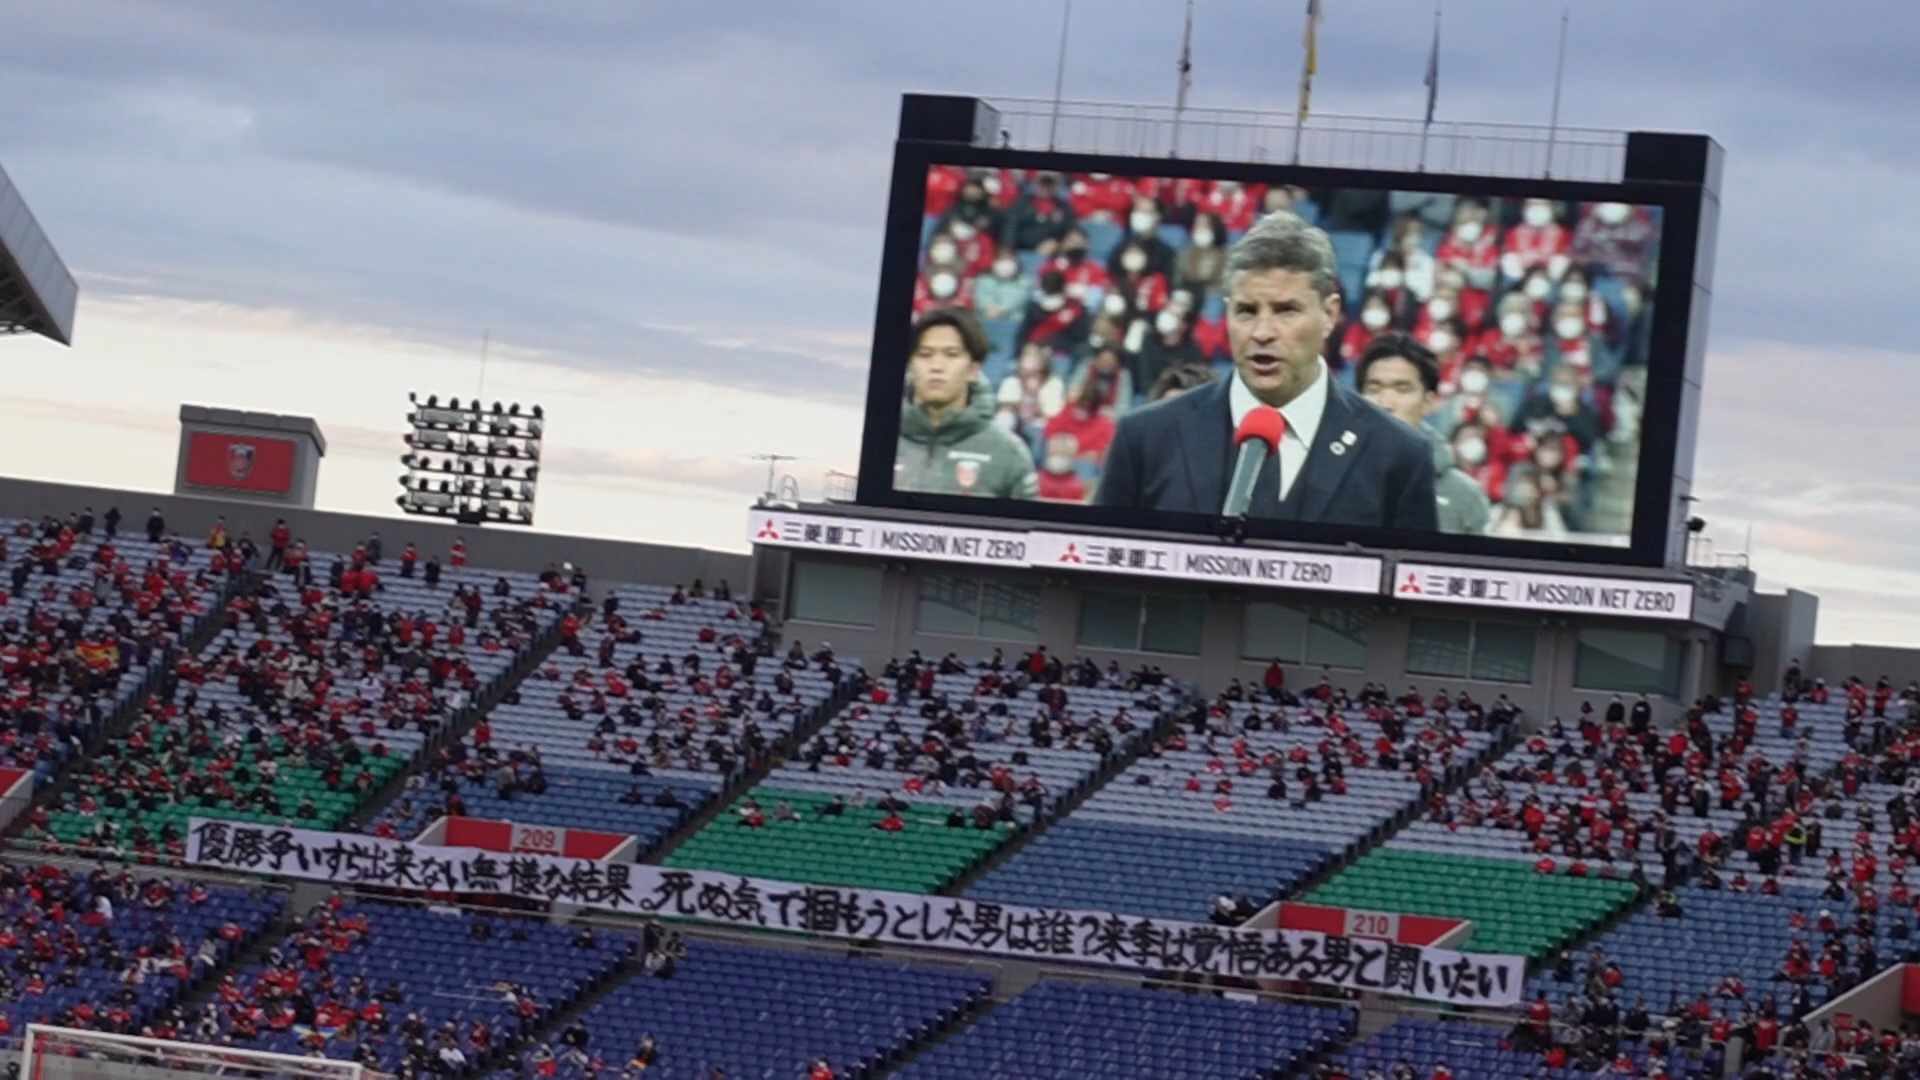 三菱重工 | MISSION NET ZERO
三菱重工 | MISSION NET ZERO
三菱重工 | MISSION NET ZERO
209
210
優勝争いすら出来ない無様な結果。死ぬ気で掴もうとした男は誰?来季は覚悟ある男と闘いたい